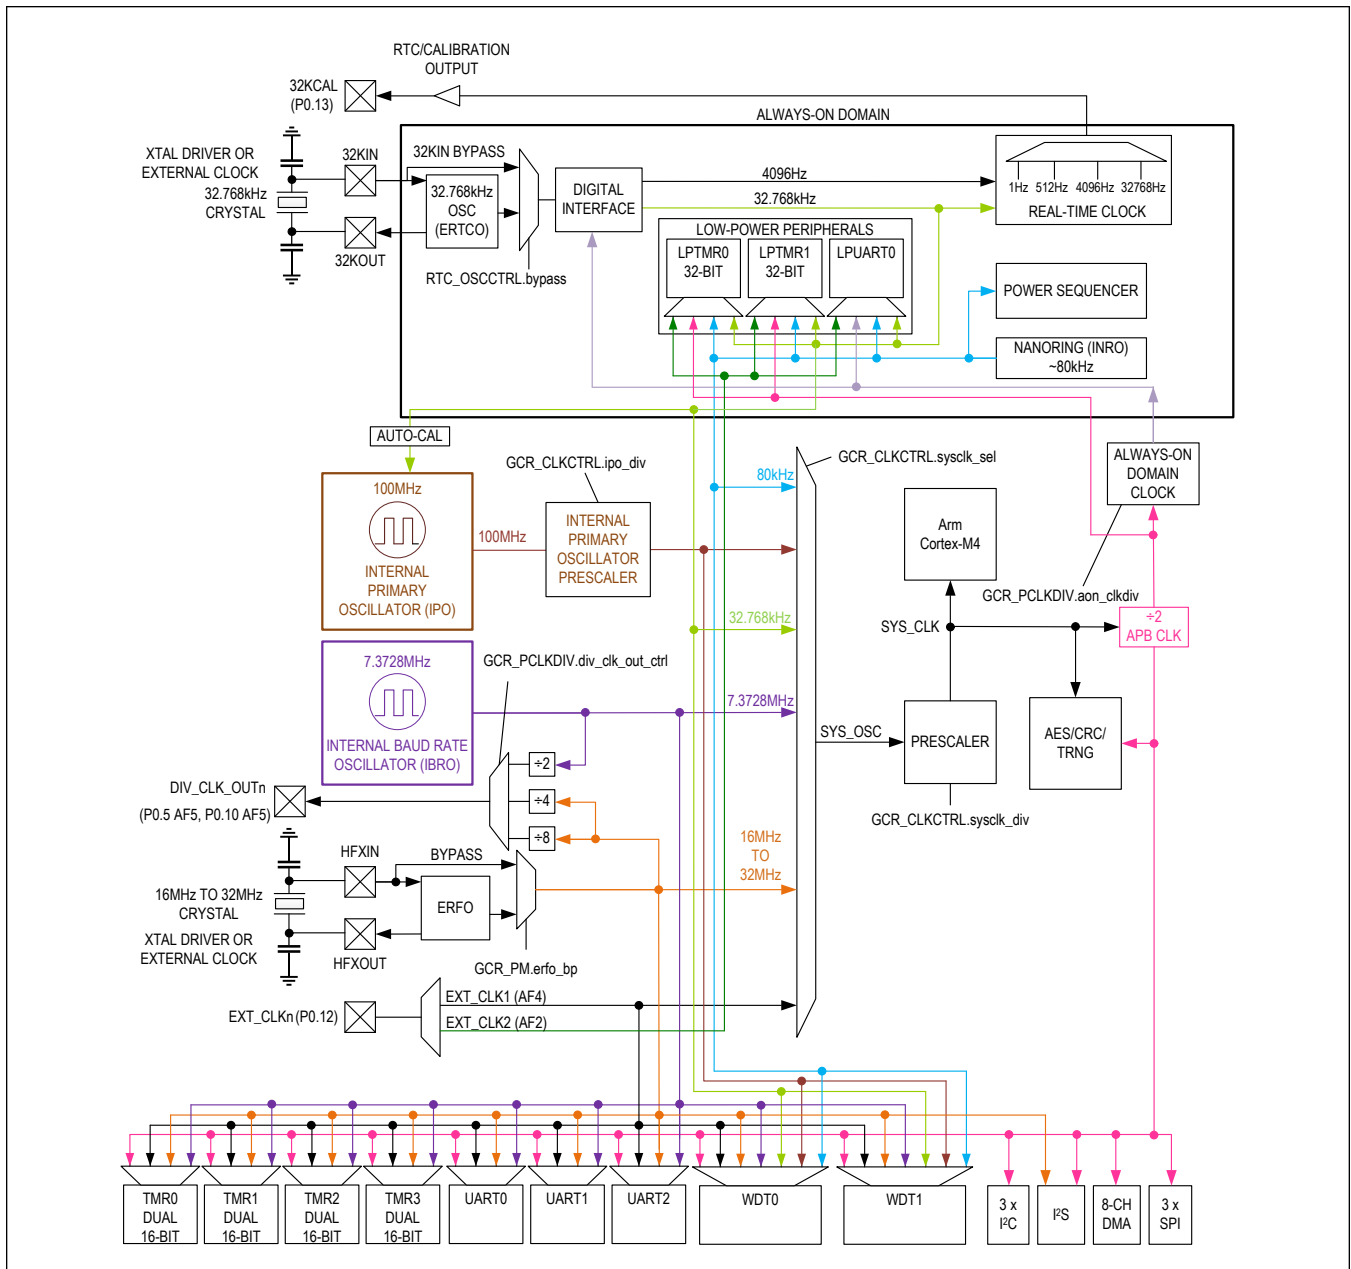 RTC/CALIBRATION
OUTPUT
32KCAL
(P0.13)
ALWAYS-ON DOMAIN
XTAL DRIVER OR
EXTERNAL CLOCK
32.768kHz
CRYSTAL
32KIN
32KOUT
32KIN BYPASS
32.768kHz
OSC
(ERTCO)
RTC_OSCCTRL.bypass
DIGITAL
INTERFACE
4096Hz
32.768kHz
1Hz
512Hz
4096Hz
32768Hz
REAL-TIME CLOCK
LOW-POWER PERIPHERALS
LPTMR0
32-BIT
LPTMR1
32-BIT
LPUART0
POWER SEQUENCER
NANORING (INRO)
~80kHz
AUTO-CAL
100MHz
INTERNAL
PRIMARY
OSCILLATOR (IPO)
100MHz
GCR_CLKCTRL.ipo_div
INTERNAL
PRIMARY
OSCILLATOR
PRESCALER
80kHz
GCR_CLKCTRL.sysclk_sel
Arm
Cortex-M4
ALWAYS-ON
DOMAIN
CLOCK
GCR_PCLKDIV.aon_clkdiv
32.768kHz
SYS_CLK
÷2
APB CLK
7.3728MHz
INTERNAL BAUD RATE
OSCILLATOR (IBRO)
GCR_PCLKDIV.div_clk_out_ctrl
7.3728MHz
SYS_OSC
PRESCALER
GCR_CLKCTRL.sysclk_div
AES/CRC/
TRNG
÷2
÷4
÷8
DIV_CLK_OUTn
(P0.5 AF5, P0.10 AF5)
HFXIN
BYPASS
16MHz TO 32MHz
CRYSTAL
XTAL DRIVER OR
EXTERNAL CLOCK
ERFO
HFXOUT
GCR_PM.erfo_bp
16MHz
TO
32MHz
EXT_CLKn (P0.12)
EXT_CLK1 (AF4)
EXT_CLK2 (AF2)
TMR0
DUAL
16-BIT
TMR1
DUAL
16-BIT
TMR2
DUAL
16-BIT
TMR3
DUAL
16-BIT
UART0
UART1
UART2
WDT0
WDT1
3 x
I²C
I²S
8-CH
DMA
3 x
SPI